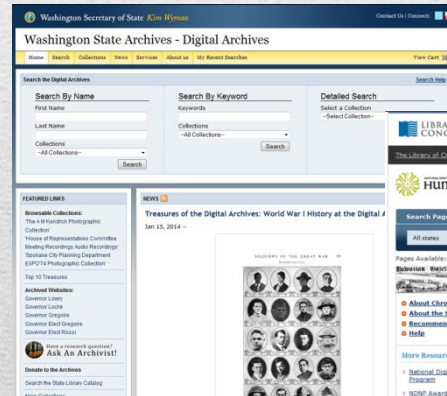 Washington Secretary of State Kim Wyman
Contact Us | Connect:
Washington State Archives - Digital Archives
Home Search Collections News Services About us My Recent Searches
View Cart
Search the Digital Archives
Search Help
Search By Name
First Name
Last Name
Collections
--All Collections--
Search
Search By Keyword
Keywords
Collections
--All Collections--
Search
Detailed Search
Select a Collection
--Select Collection--
FEATURED LINKS
Browsable Collections:
'The A M Kendrick Photographic
Collection'
'House of Representatives Committee
Meeting Recordings Audio Recordings'
'Spokane City Planning Department
EXPO'74 Photographic Collection'
Top 10 Treasures
Archived Websites:
Governor Lowry
Governor Locke
Governor Gregoire
Governor Elect Gregoire
Governor Elect Rossi
Have a research question?
Ask An Archivist!
Donate to the Archives
Search the State Library Catalog
More Collections
NEWS
Treasures of the Digital Archives: World War I History at the Digital A
Jan 15, 2014 --
SOLDIERS OF THE GREAT WAR
LIBRA
CONG
The Library of C
Hun
Search Page
All states
Pages Available:
About Chro
About the S
Recommen
Help
More Resour
National Digi
Program
NDNP Award